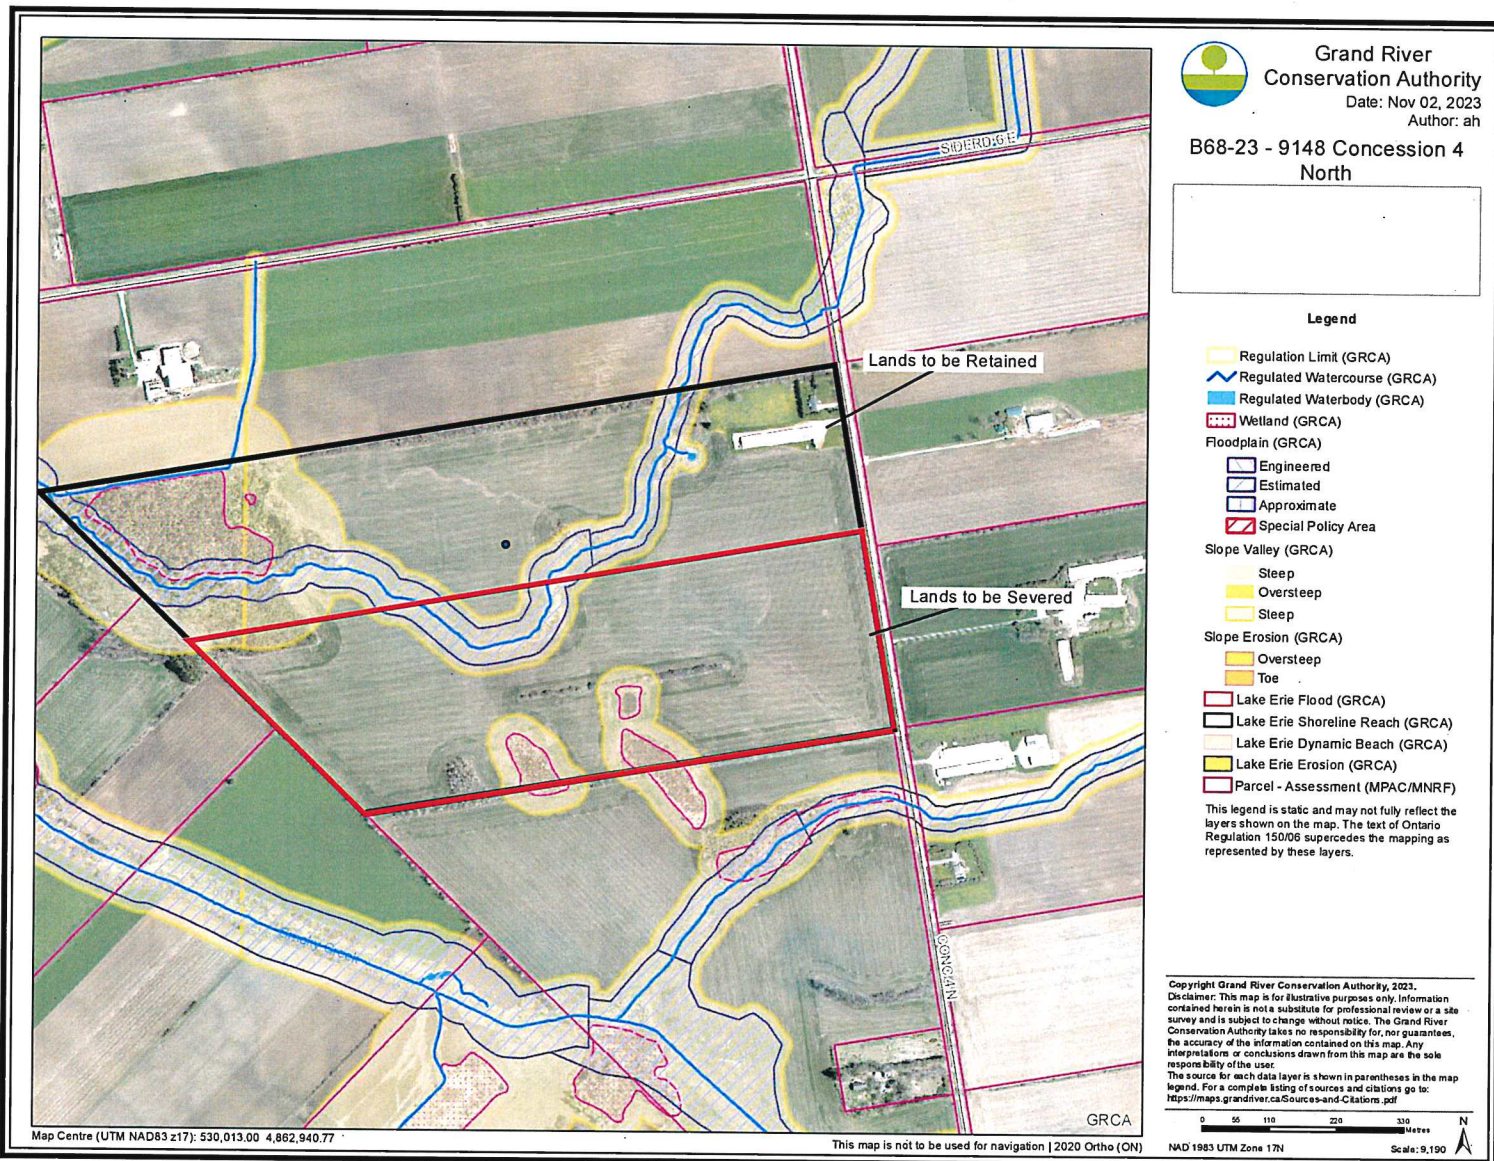 Grand River
Conservation Authority
Date: Nov 02, 2023
Author: ah
B68-23 - 9148 Concession 4
North
SIDERD 6 E
Lands to be Retained
Lands to be Severed
CONC 4 N
GRCA
Legend
Regulation Limit (GRCA)
Regulated Watercourse (GRCA)
Regulated Waterbody (GRCA)
Wetland (GRCA)
Floodplain (GRCA)
Engineered
Estimated
Approximate
Special Policy Area
Slope Valley (GRCA)
Steep
Oversteep
Steep
Slope Erosion (GRCA)
Oversteep
Toe
Lake Erie Flood (GRCA)
Lake Erie Shoreline Reach (GRCA)
Lake Erie Dynamic Beach (GRCA)
Lake Erie Erosion (GRCA)
Parcel - Assessment (MPAC/MNRF)
This legend is static and may not fully reflect the
layers shown on the map. The text of Ontario
Regulation 150/06 supercedes the mapping as
represented by these layers.
Copyright Grand River Conservation Authority, 2023.
Disclaimer: This map is for illustrative purposes only. Information
contained herein is not a substitute for professional review or a site
survey and is subject to change without notice. The Grand River
Conservation Authority takes no responsibility for, nor guarantees,
the accuracy of the information contained on this map. Any
interpretations or conclusions drawn from this map are the sole
responsibility of the user.
The source for each data layer is shown in parentheses in the map
legend. For a complete listing of sources and citations go to:
https://maps.grandriver.ca/Sources-and-Citations.pdf
0 55 110 220 330
Metres
N
NAD 1983 UTM Zone 17N
Scale: 9,190
Map Centre (UTM NAD83 z17): 530,013.00 4,862,940.77
This map is not to be used for navigation | 2020 Ortho (ON)